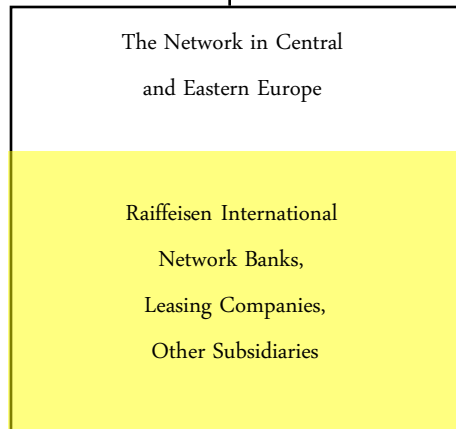 The Network in Central
and Eastern Europe
Raiffeisen International
Network Banks,
Leasing Companies,
Other Subsidiaries